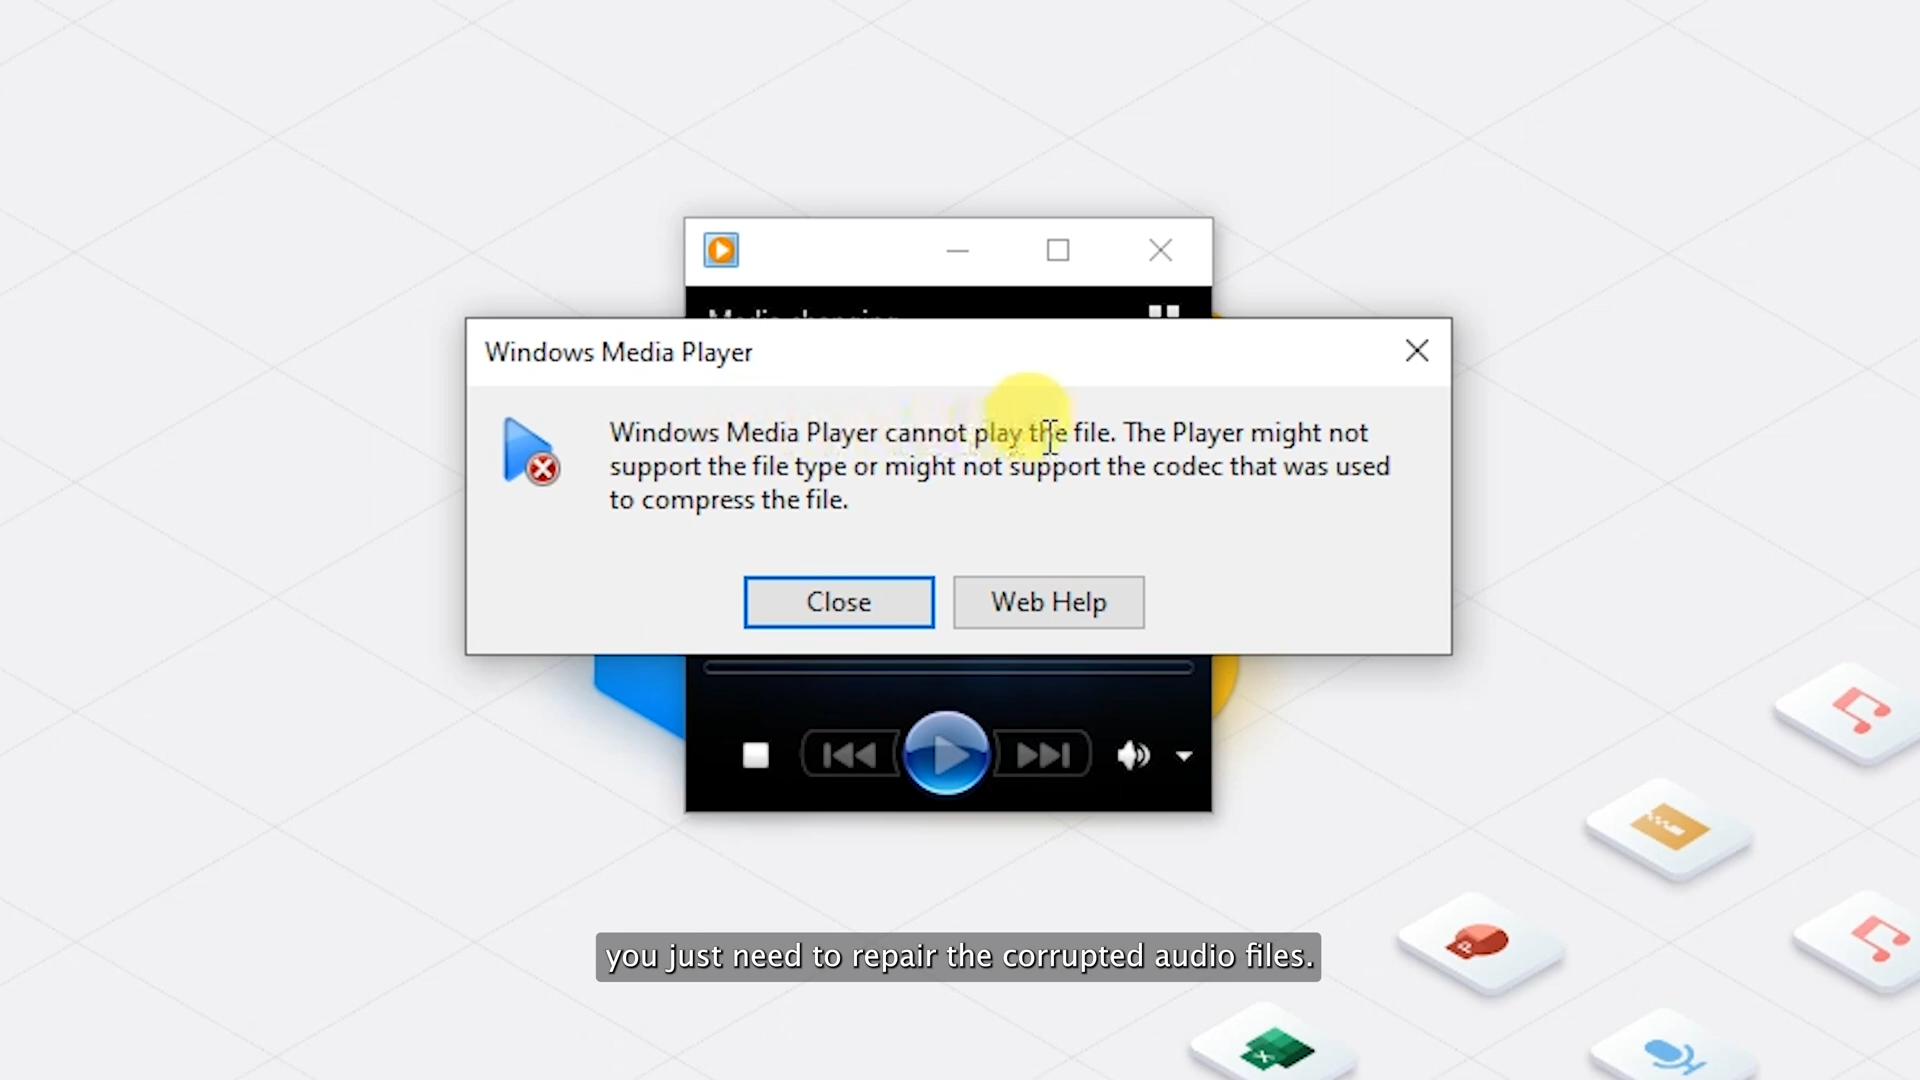 Windows Media Player
Windows Media Player cannot play the file. The Player might not
support the file type or might not support the codec that was used
to compress the file.
Close
Web Help
you just need to repair the corrupted audio files.